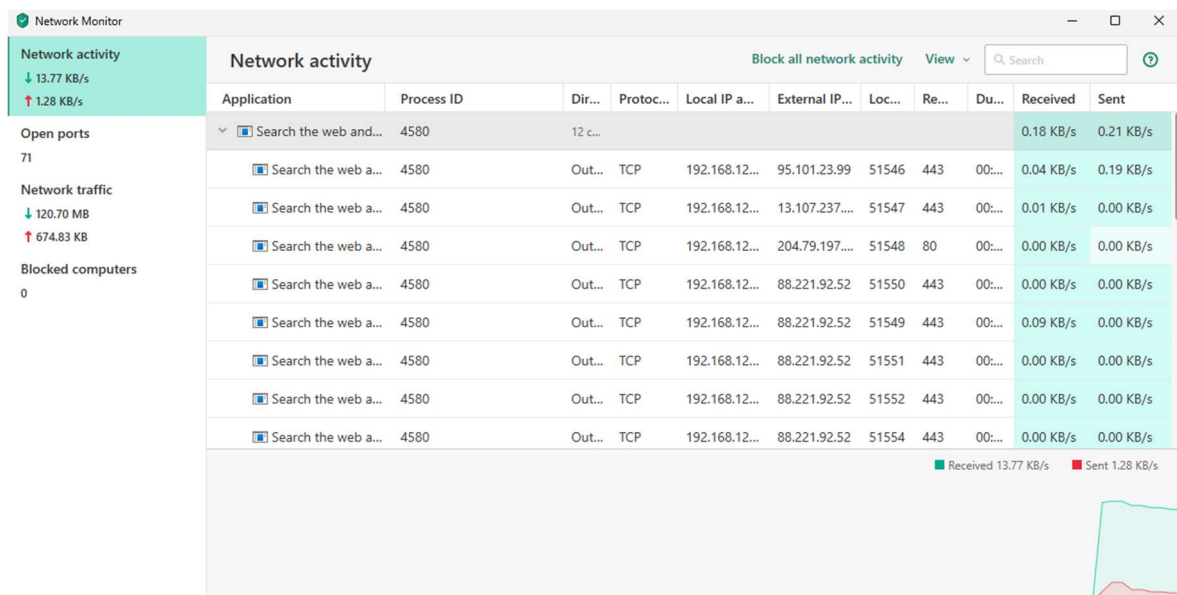 Network Monitor
Network activity
↓ 13.77 KB/s
↑ 1.28 KB/s
Open ports
71
Network traffic
↓ 120.70 MB
↑ 674.83 KB
Blocked computers
0
Network activity Block all network activity View Search
Application Process ID Dir... Protoc... Local IP a... External IP... Loc... Re... Du... Received Sent
Search the web and... 4580 12 c... 0.18 KB/s 0.21 KB/s
Search the web a... 4580 Out... TCP 192.168.12... 95.101.23.99 51546 443 00:... 0.04 KB/s 0.19 KB/s
Search the web a... 4580 Out... TCP 192.168.12... 13.107.237.... 51547 443 00:... 0.01 KB/s 0.00 KB/s
Search the web a... 4580 Out... TCP 192.168.12... 204.79.197.... 51548 80 00:... 0.00 KB/s 0.00 KB/s
Search the web a... 4580 Out... TCP 192.168.12... 88.221.92.52 51550 443 00:... 0.00 KB/s 0.00 KB/s
Search the web a... 4580 Out... TCP 192.168.12... 88.221.92.52 51549 443 00:... 0.09 KB/s 0.00 KB/s
Search the web a... 4580 Out... TCP 192.168.12... 88.221.92.52 51551 443 00:... 0.00 KB/s 0.00 KB/s
Search the web a... 4580 Out... TCP 192.168.12... 88.221.92.52 51552 443 00:... 0.00 KB/s 0.00 KB/s
Search the web a... 4580 Out... TCP 192.168.12... 88.221.92.52 51554 443 00:... 0.00 KB/s 0.00 KB/s
Received 13.77 KB/s Sent 1.28 KB/s